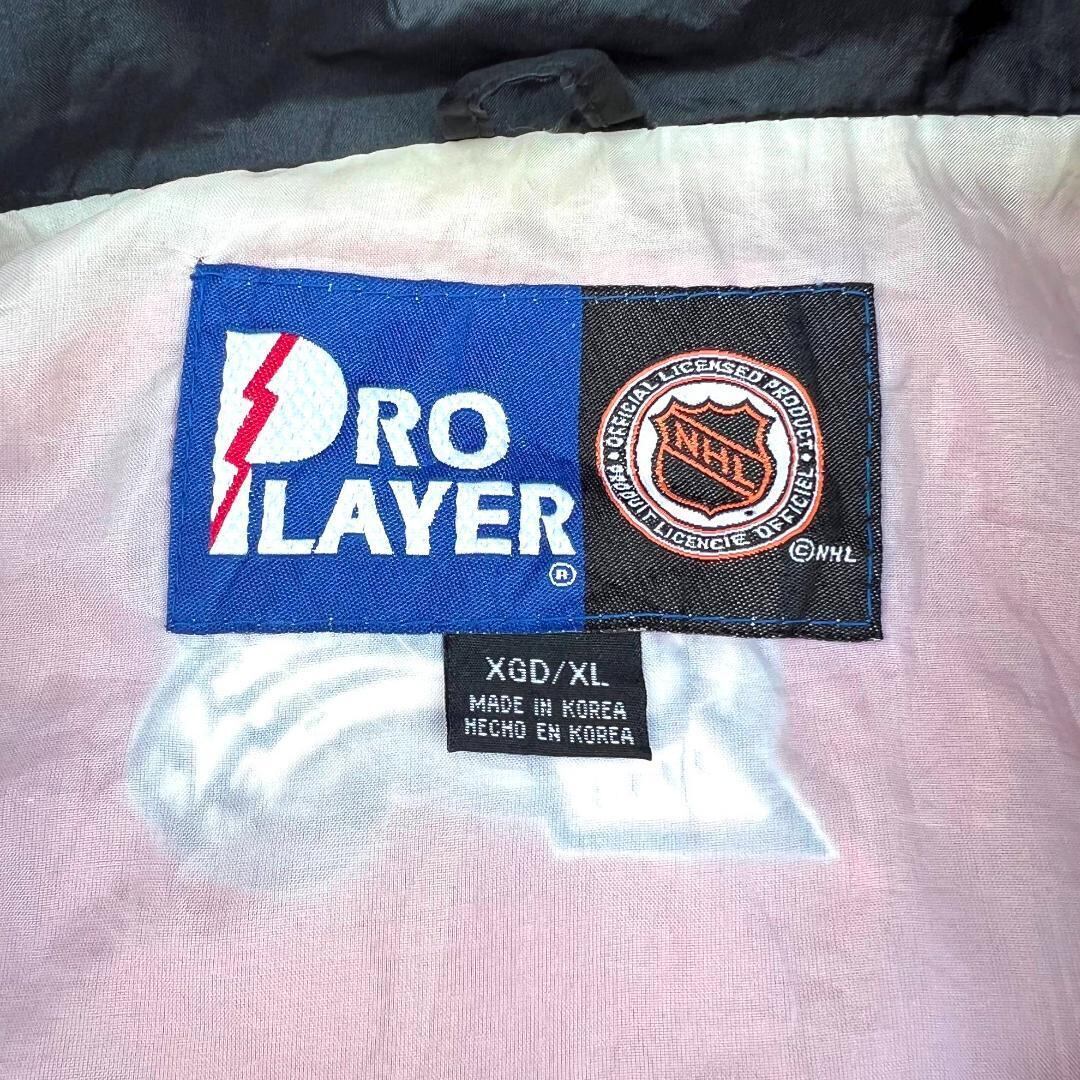 PRO
PLAYER
®
OFFICIAL LICENSED PRODUCT •
PRODUIT LICENCIE OFFICIEL •
NHL
©NHL
XGD/XL
MADE IN KOREA
HECHO EN KOREA